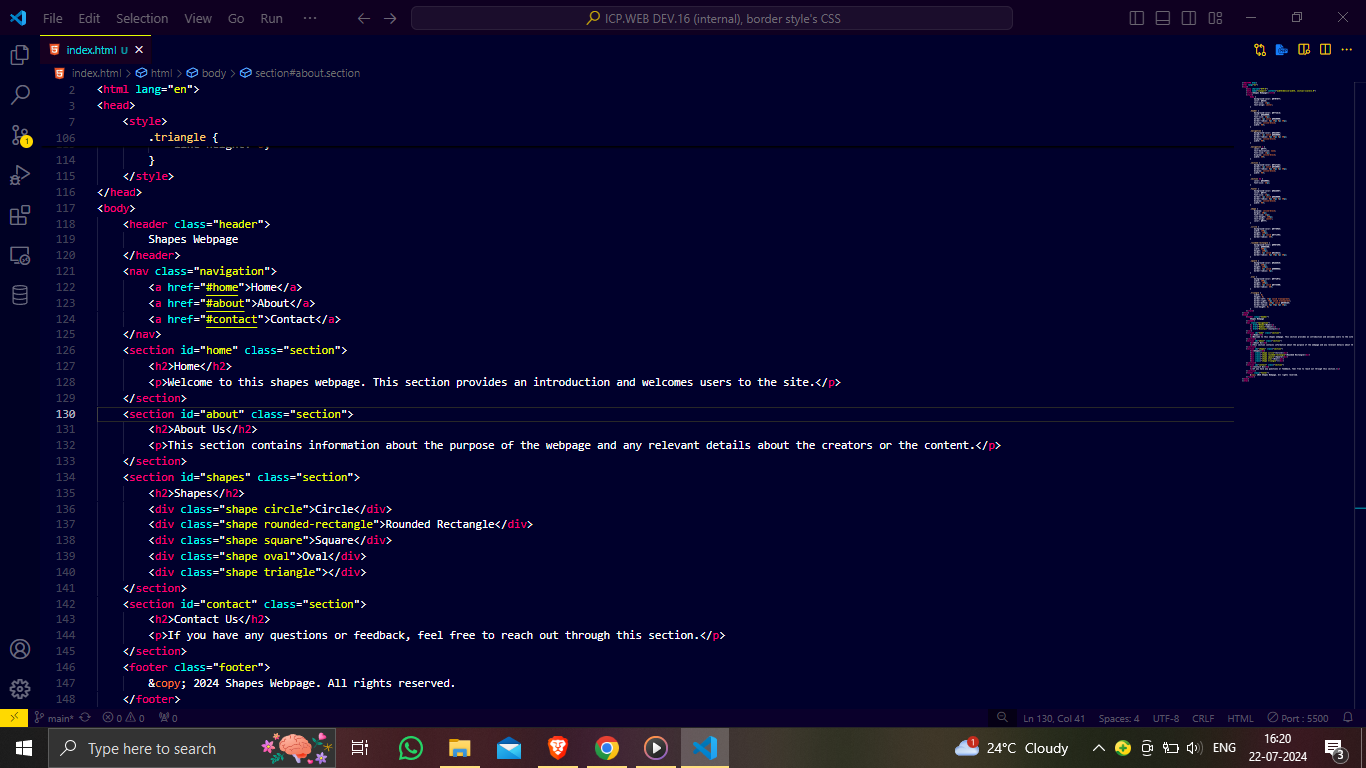 File Edit Selection View Go Run ··· ICP.WEB DEV.16 (internal), border style's CSS
index.html U
index.html > html > body > section#about.section
2 <html lang="en">
3 <head>
7 <style>
106 .triangle {
114 }
115 </style>
116 </head>
117 <body>
118 <header class="header">
119 Shapes Webpage
120 </header>
121 <nav class="navigation">
122 <a href="#home">Home</a>
123 <a href="#about">About</a>
124 <a href="#contact">Contact</a>
125 </nav>
126 <section id="home" class="section">
127 <h2>Home</h2>
128 <p>Welcome to this shapes webpage. This section provides an introduction and welcomes users to the site.</p>
129 </section>
130 <section id="about" class="section">
131 <h2>About Us</h2>
132 <p>This section contains information about the purpose of the webpage and any relevant details about the creators or the content.</p>
133 </section>
134 <section id="shapes" class="section">
135 <h2>Shapes</h2>
136 <div class="shape circle">Circle</div>
137 <div class="shape rounded-rectangle">Rounded Rectangle</div>
138 <div class="shape square">Square</div>
139 <div class="shape oval">Oval</div>
140 <div class="shape triangle"></div>
141 </section>
142 <section id="contact" class="section">
143 <h2>Contact Us</h2>
144 <p>If you have any questions or feedback, feel free to reach out through this section.</p>
145 </section>
146 <footer class="footer">
147 &copy; 2024 Shapes Webpage. All rights reserved.
148 </footer>
main* 0 0 0 Ln 130, Col 41 Spaces: 4 UTF-8 CRLF HTML Port : 5500
Type here to search 1 24°C Cloudy ENG 16:20
22-07-2024 3